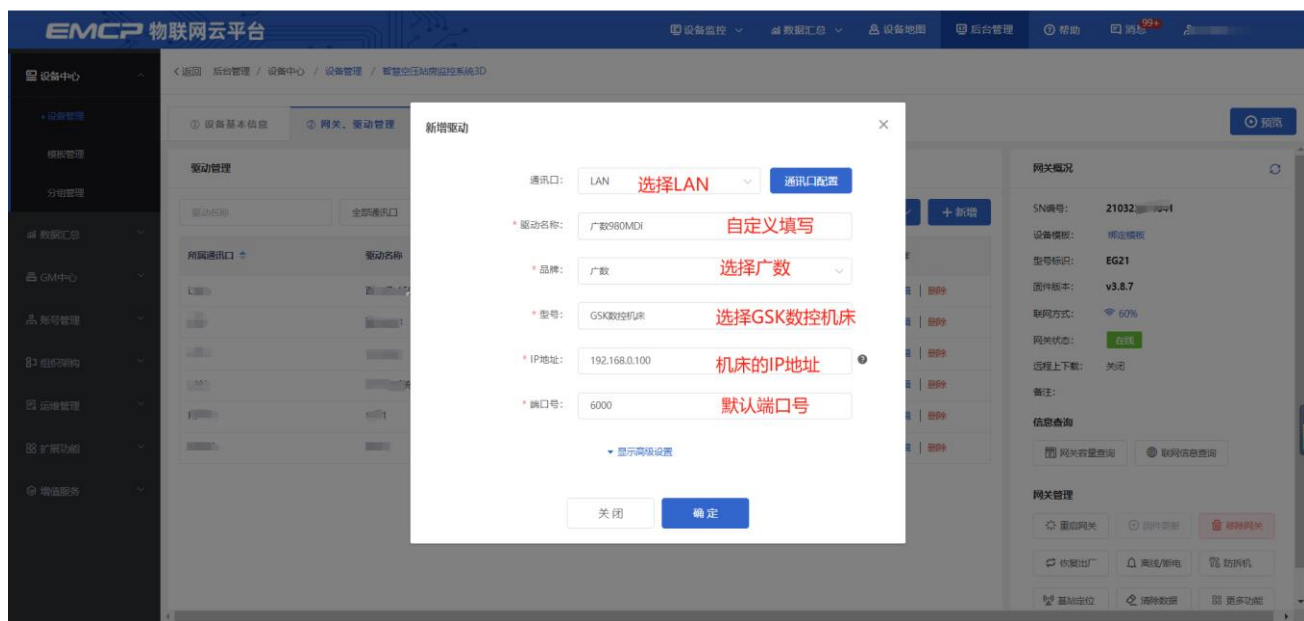 EMCP 物联网云平台
设备监控 数据汇总 设备地图 后台管理 帮助 消息 99+
设备中心
返回 后台管理 / 设备中心 / 设备管理 / 智慧空压站房监控系统3D
设备管理
① 设备基本信息 ② 网关、驱动管理
预览
模板管理
分组管理
数据汇总
GM中心
账号管理
组织架构
运维管理
扩展功能
增值服务
驱动管理
驱动名称 全部通讯口 新增
所属通讯口 驱动名称
删除
删除
删除
删除
删除
删除
新增驱动
通讯口: LAN 选择LAN 通讯口配置
* 驱动名称: 广数980MDi 自定义填写
* 品牌: 广数 选择广数
* 型号: GSK数控机床 选择GSK数控机床
* IP地址: 192.168.0.100 机床的IP地址
* 端口号: 6000 默认端口号
显示高级设置
关闭 确定
网关概况
SN编号: 21032
设备模板: 绑定模板
型号标识: EG21
固件版本: v3.8.7
联网方式: 60%
网关状态: 在线
远程上下载: 关闭
备注:
信息查询
网关容量查询 联网信息查询
网关管理
重启网关 固件更新 移除网关
恢复出厂 离线/断电 防拆机
基站定位 清除数据 更多功能